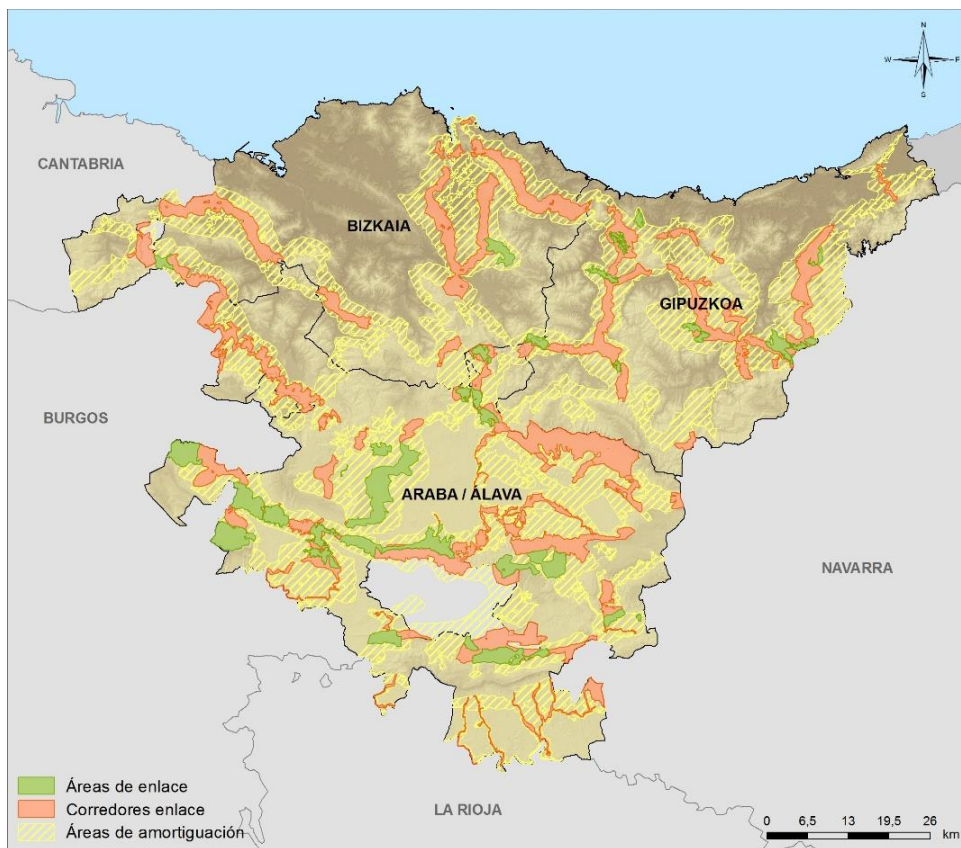 N
W E
S
CANTABRIA
BIZKAIA
GIPUZKOA
BURGOS
ARABA / ÁLAVA
NAVARRA
Áreas de enlace
Corredores enlace
Áreas de amortiguación
LA RIOJA
0 6,5 13 19,5 26
km